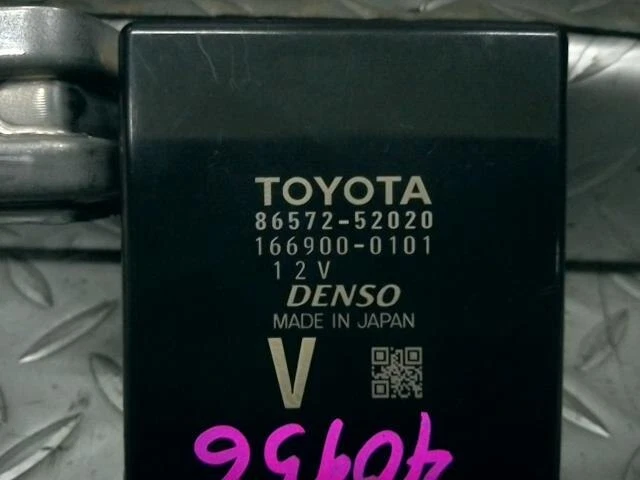 TOYOTA
86572-52020
166900-0101
12V
DENSO
MADE IN JAPAN
V